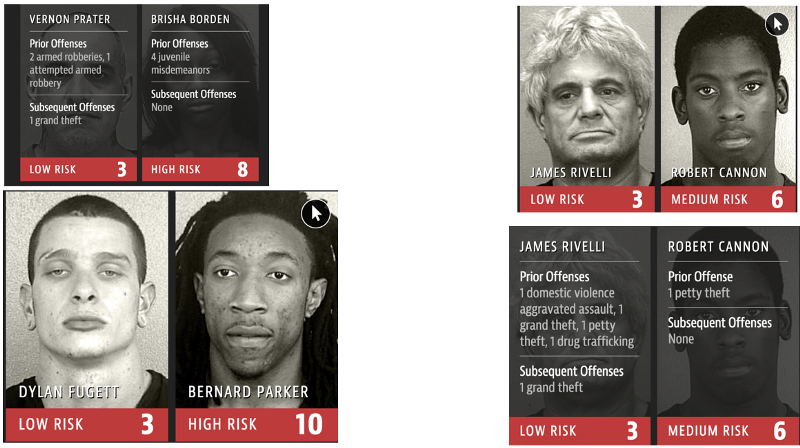 VERNON PRATER
Prior Offenses
2 armed robberies, 1
attempted armed
robbery
Subsequent Offenses
1 grand theft
LOW RISK 3
BRISHA BORDEN
Prior Offenses
4 juvenile
misdemeanors
Subsequent Offenses
None
HIGH RISK 8
JAMES RIVELLI
LOW RISK 3
ROBERT CANNON
MEDIUM RISK 6
DYLAN FUGETT
LOW RISK 3
BERNARD PARKER
HIGH RISK 10
JAMES RIVELLI
Prior Offenses
1 domestic violence
aggravated assault, 1
grand theft, 1 petty
theft, 1 drug trafficking
Subsequent Offenses
1 grand theft
LOW RISK 3
ROBERT CANNON
Prior Offense
1 petty theft
Subsequent Offenses
None
MEDIUM RISK 6